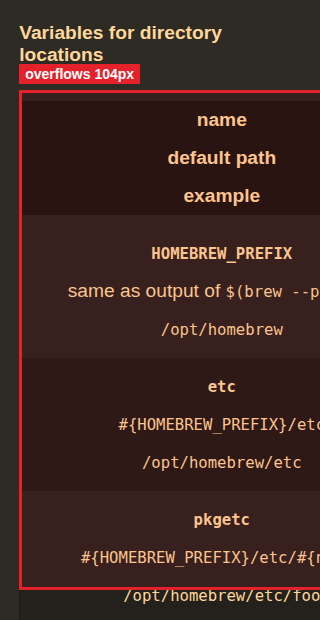 Variables for directory
locations
overflows 104px
name
default path
example
HOMEBREW_PREFIX
same as output of $(brew --p
/opt/homebrew
etc
#{HOMEBREW_PREFIX}/etc
/opt/homebrew/etc
pkgetc
#{HOMEBREW_PREFIX}/etc/#{n
/opt/homebrew/etc/foo